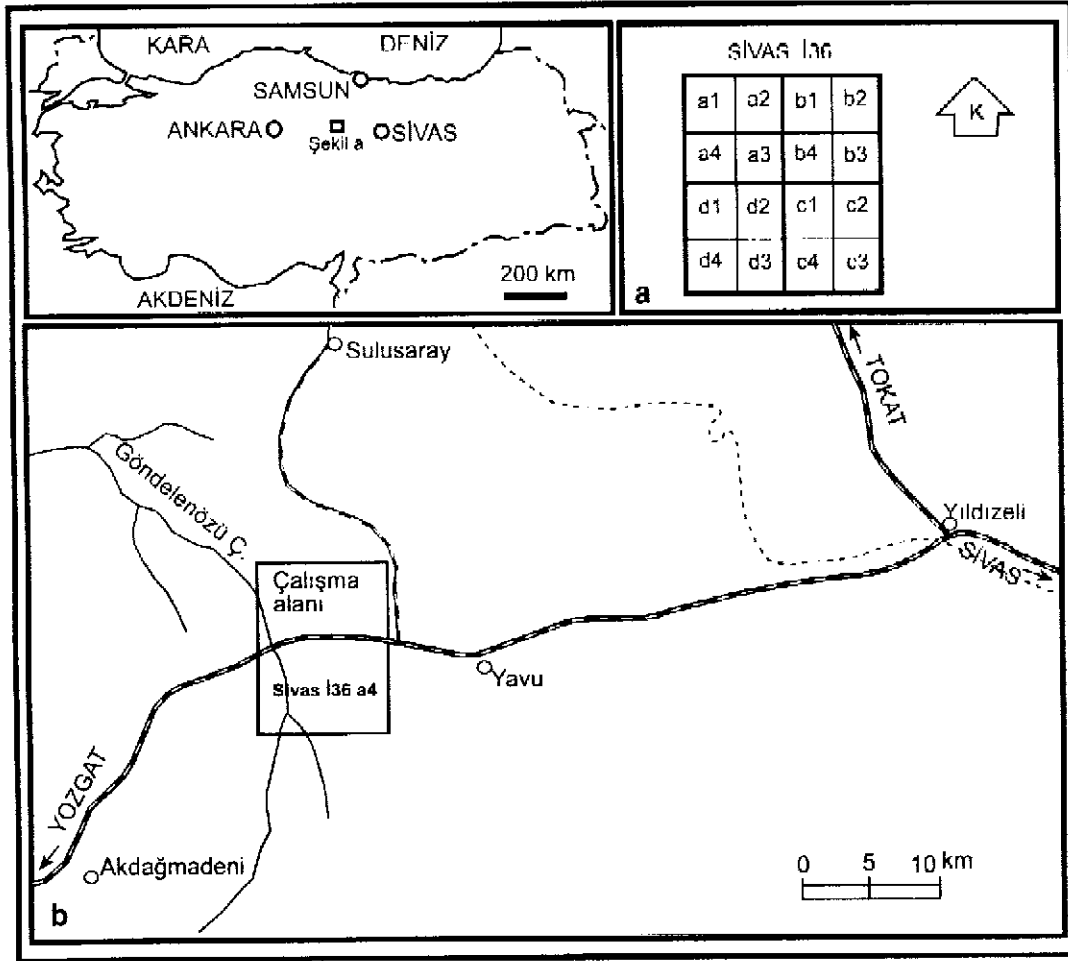 KARA
DENİZ
SAMSUN
ANKARA
SİVAS
Şekil a
200 km
AKDENİZ
SİVAS İ36
a1 a2 b1 b2
a4 a3 b4 b3
d1 d2 c1 c2
d4 d3 c4 c3
K
a
Sulusaray
TOKAT
Göndelenözü Ç.
Yıldızeli
SİVAS
Çalışma
alanı
Sivas İ36 a4
Yavu
YOZGAT
Akdağmadeni
0 5 10 km
b